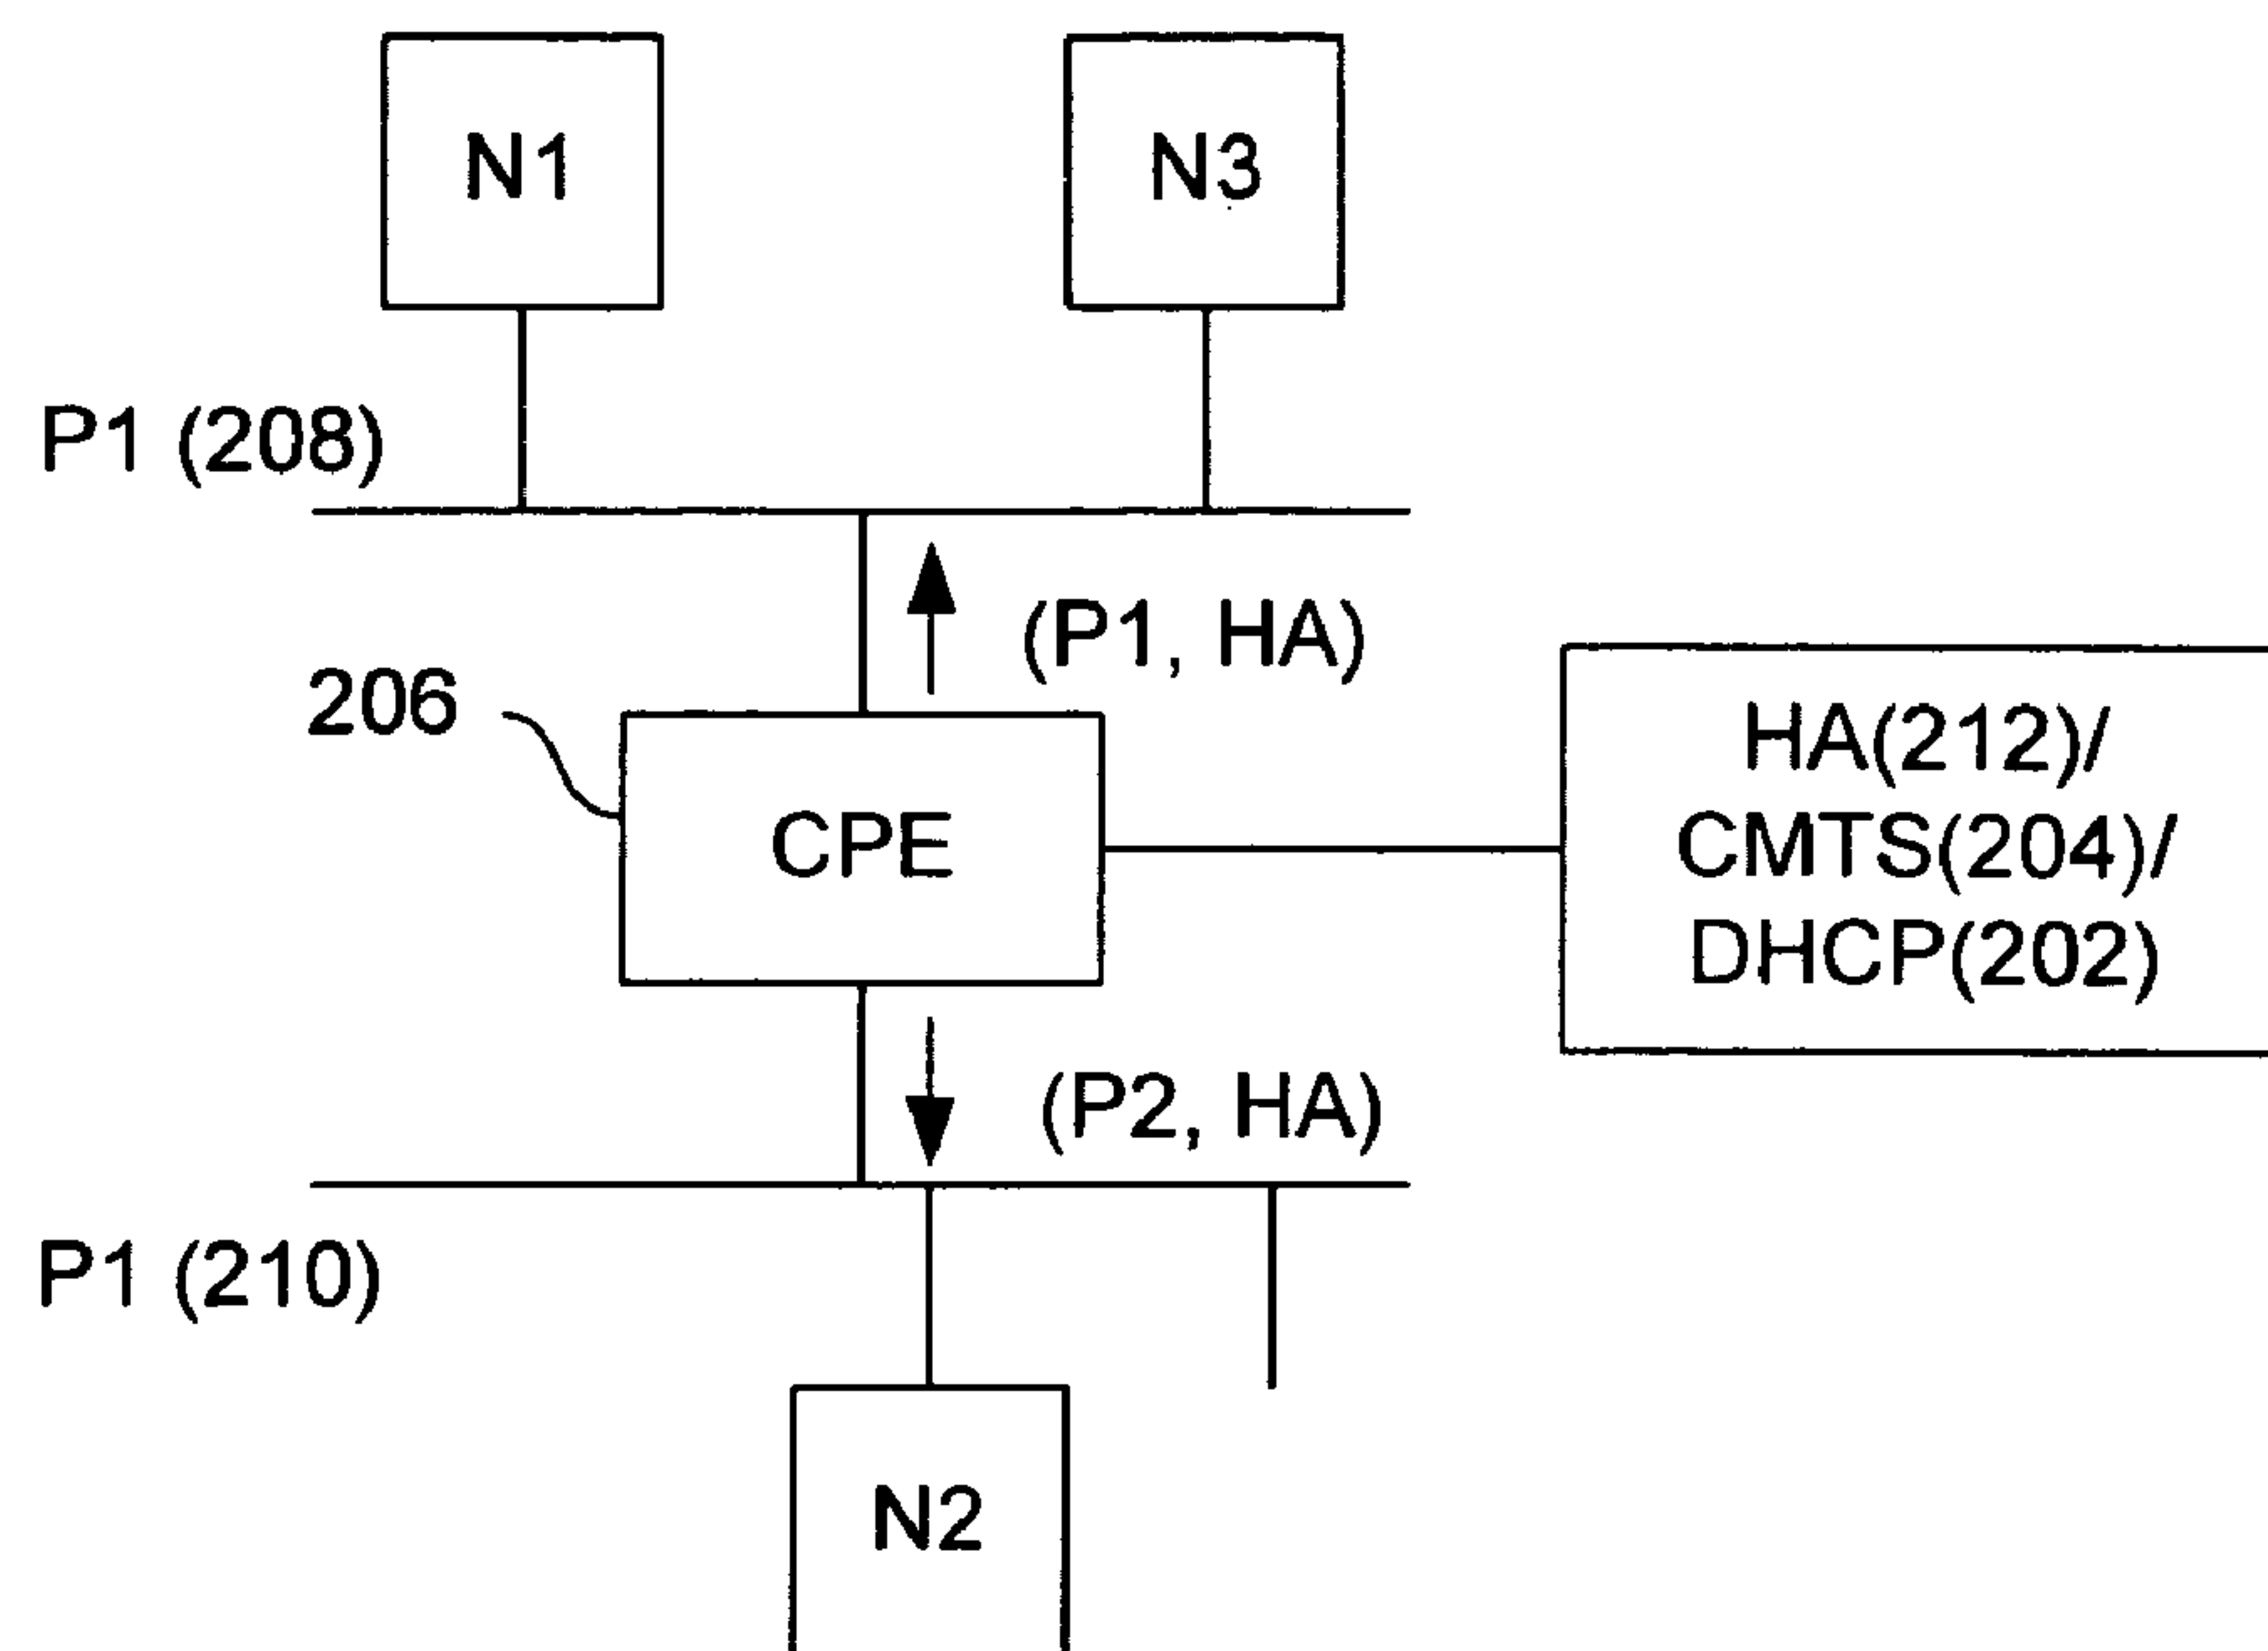 N1
N3
P1 (208)
(P1, HA)
206
CPE
HA(212)/
CMTS(204)/
DHCP(202)
(P2, HA)
P1 (210)
N2